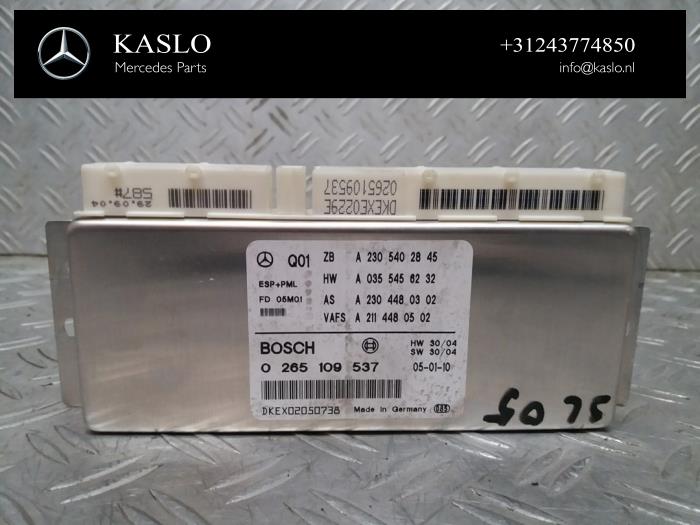 KASLO
Mercedes Parts
+31243774850
info@kaslo.nl
29.09.04
587#
DKEXE0229E
0265109537
Q01 ZB A 230 540 28 45
ESP+PML HW A 035 545 62 32
FD 05M01 AS A 230 448 03 02
VAFS A 211 448 05 02
BOSCH HW 30/04
SW 30/04
0 265 109 537 05-01-10
DKEX02050738 Made in Germany